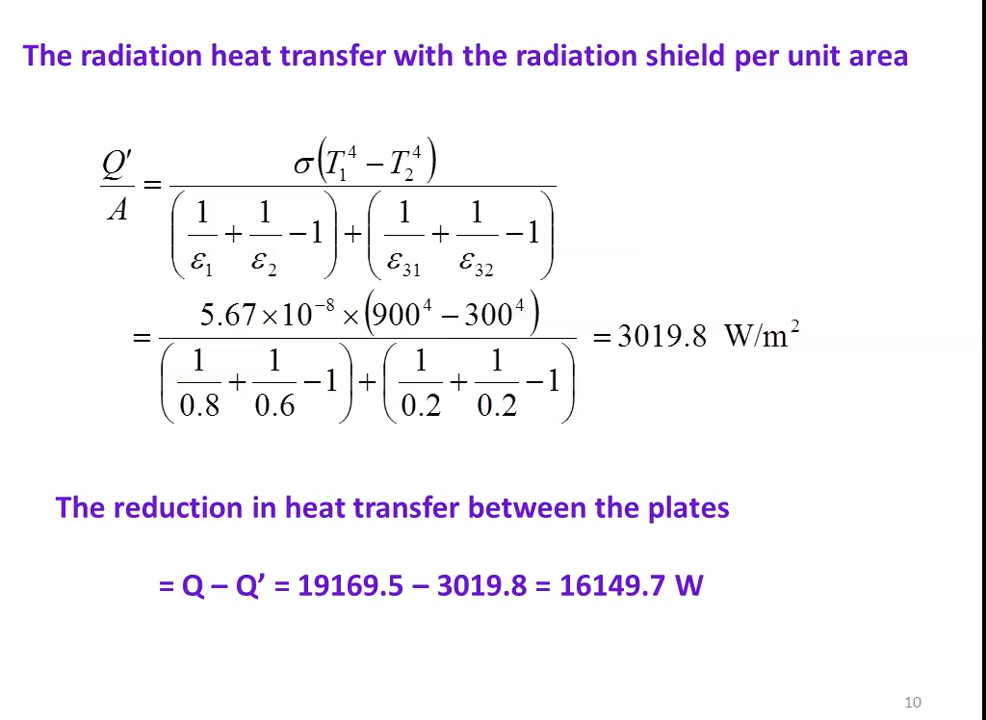 The radiation heat transfer with the radiation shield per unit area
Q′/A = σ(T₁⁴ − T₂⁴) / ((1/ε₁ + 1/ε₂ − 1) + (1/ε₃₁ + 1/ε₃₂ − 1))
= 5.67×10⁻⁸ × (900⁴ − 300⁴) / ((1/0.8 + 1/0.6 − 1) + (1/0.2 + 1/0.2 − 1)) = 3019.8 W/m²
The reduction in heat transfer between the plates
= Q – Q’ = 19169.5 – 3019.8 = 16149.7 W
10